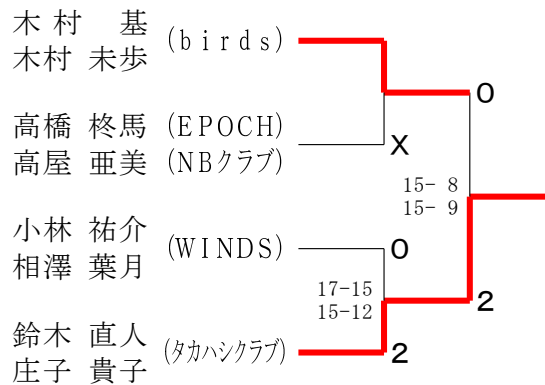 木村 基 (birds)
木村 未歩
0
高橋 柊馬 (EPOCH)
高屋 亜美 (NBクラブ)
X
15- 8
15- 9
小林 祐介 (WINDS)
相澤 葉月
0
17-15
15-12
2
鈴木 直人 (タカハシクラブ)
庄子 貴子
2